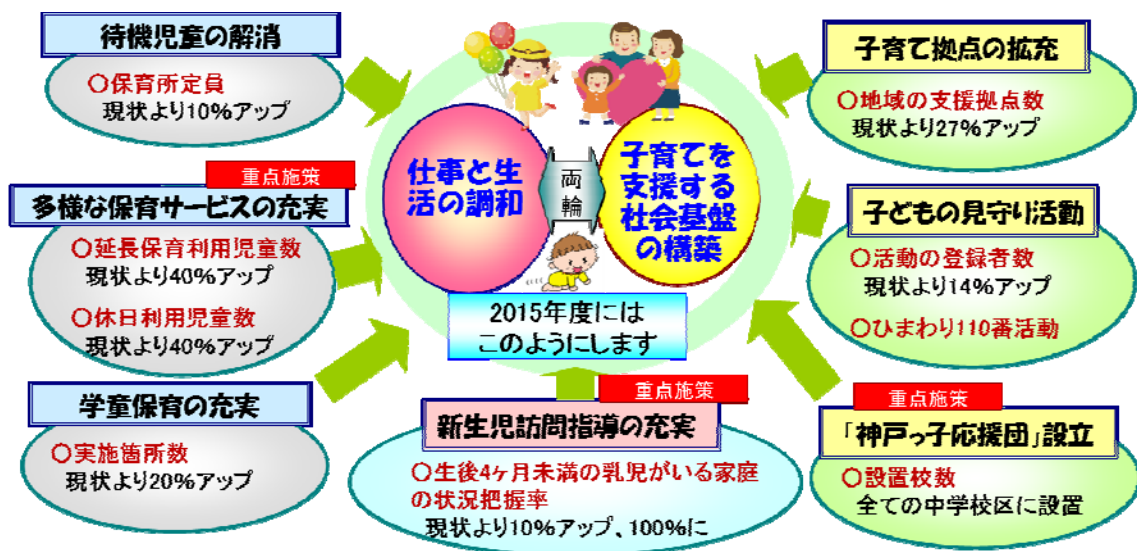 待機児童の解消
○保育所定員
現状より10%アップ
重点施策
多様な保育サービスの充実
○延長保育利用児童数
現状より40%アップ
○休日利用児童数
現状より40%アップ
学童保育の充実
○実施箇所数
現状より20%アップ
仕事と生
活の調和
両
輪
子育てを
支援する
社会基盤
の構築
2015年度には
このようにします
重点施策
新生児訪問指導の充実
○生後4ヶ月未満の乳児がいる家庭
の状況把握率
現状より10%アップ、100%に
子育て拠点の拡充
○地域の支援拠点数
現状より27%アップ
子どもの見守り活動
○活動の登録者数
現状より14%アップ
○ひまわり110番活動
重点施策
「神戸っ子応援団」設立
○設置校数
全ての中学校区に設置